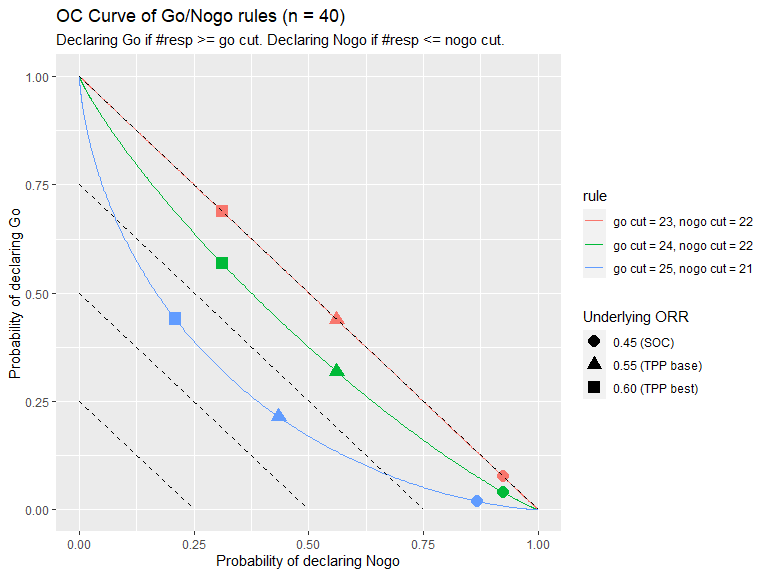 OC Curve of Go/Nogo rules (n = 40)
Declaring Go if #resp >= go cut. Declaring Nogo if #resp <= nogo cut.
Probability of declaring Go
1.00
0.75
0.50
0.25
0.00
0.00 0.25 0.50 0.75 1.00
Probability of declaring Nogo
rule
go cut = 23, nogo cut = 22
go cut = 24, nogo cut = 22
go cut = 25, nogo cut = 21
Underlying ORR
0.45 (SOC)
0.55 (TPP base)
0.60 (TPP best)